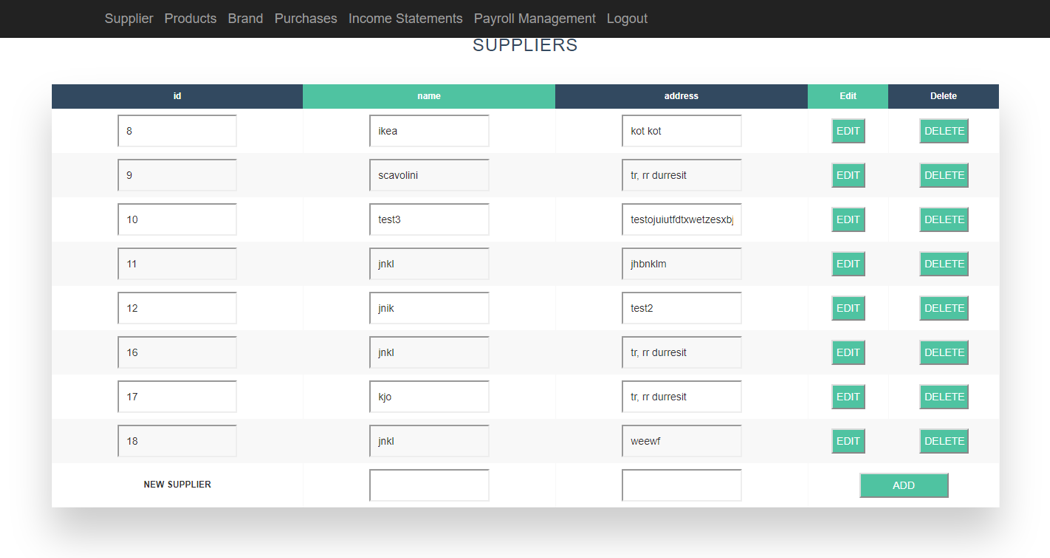 Supplier Products Brand Purchases Income Statements Payroll Management Logout
SUPPLIERS
id name address Edit Delete
8 ikea kot kot EDIT DELETE
9 scavolini tr, rr durresit EDIT DELETE
10 test3 testojuiutfdtxwetzesxbj EDIT DELETE
11 jnkl jhbnklm EDIT DELETE
12 jnik test2 EDIT DELETE
16 jnkl tr, rr durresit EDIT DELETE
17 kjo tr, rr durresit EDIT DELETE
18 jnkl weewf EDIT DELETE
NEW SUPPLIER ADD